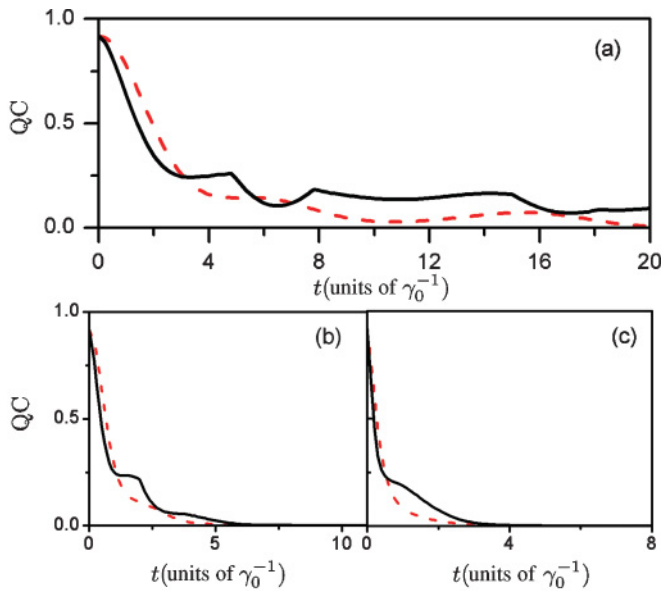 1.0
(a)
QC
0.5
0.0
0 4 8 12 16 20
t(units of γ₀⁻¹)
1.0
(b) (c)
QC
0.5
0.0
0 5 10 0 4 8
t(units of γ₀⁻¹) t(units of γ₀⁻¹)